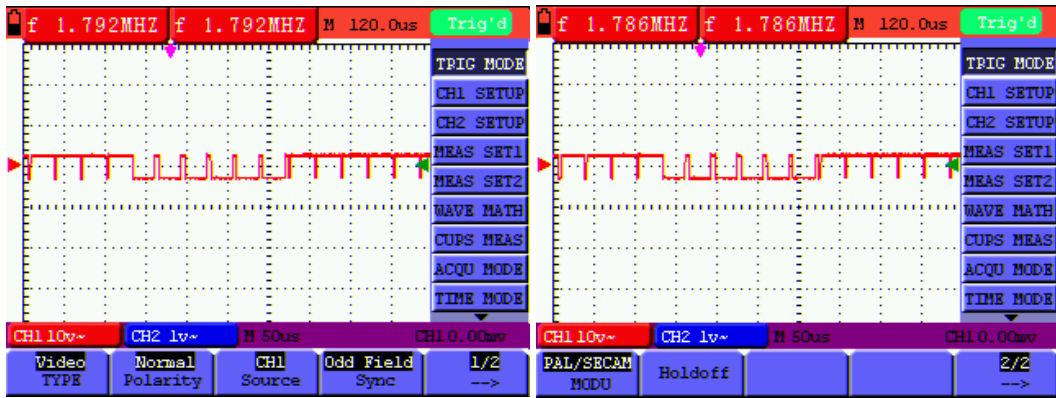 f 1.792MHZ f 1.792MHZ M 120.0us Trig'd
TRIG MODE
CH1 SETUP
CH2 SETUP
MEAS SET1
MEAS SET2
WAVE MATH
CURS MEAS
ACQU MODE
TIME MODE
CH1 10v~ CH2 1v~ M 50us CH1 0.00mv
Video Normal CH1 Odd Field 1/2
TYPE Polarity Source Sync -->
f 1.786MHZ f 1.786MHZ M 120.0us Trig'd
TRIG MODE
CH1 SETUP
CH2 SETUP
MEAS SET1
MEAS SET2
WAVE MATH
CURS MEAS
ACQU MODE
TIME MODE
CH1 10v~ CH2 1v~ M 50us CH1 0.00mv
PAL/SECAM Holdoff 2/2
MODU -->